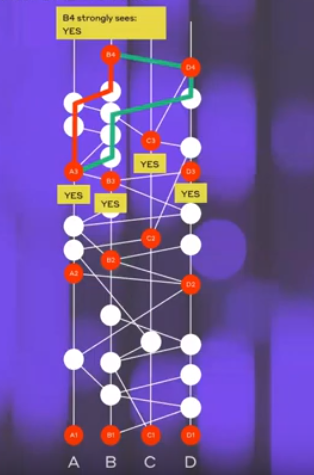 B4 strongly sees:
YES
B4
D4
C3
A3
YES
D3
B3
YES
YES
YES
C2
B2
A2
D2
A1
B1
C1
D1
A B C D